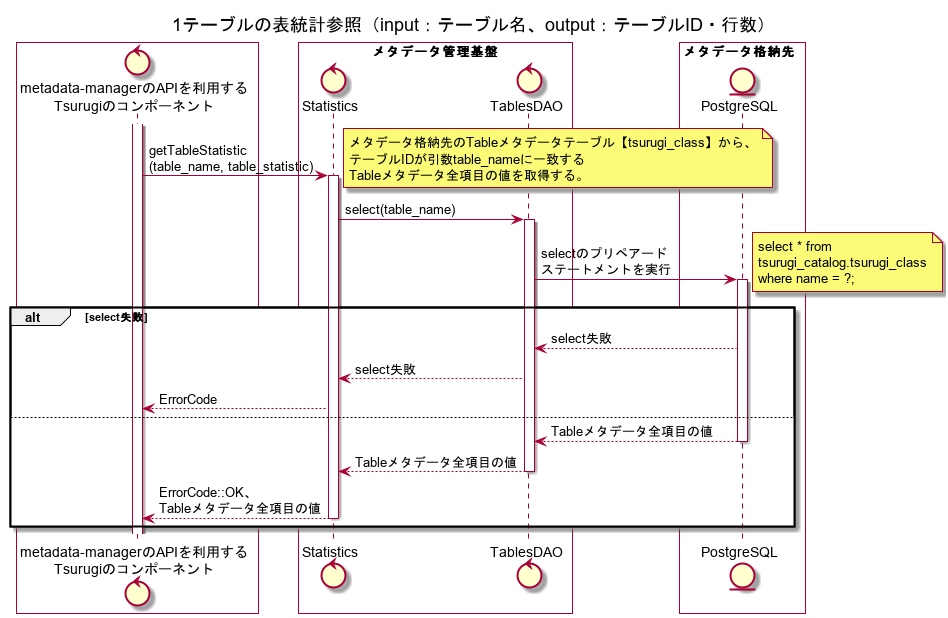 1テーブルの表統計参照（input：テーブル名、output：テーブルID・行数）
メタデータ管理基盤
メタデータ格納先
metadata-managerのAPIを利用する
Tsurugiのコンポーネント
Statistics
TablesDAO
PostgreSQL
getTableStatistic
(table_name, table_statistic)
メタデータ格納先のTableメタデータテーブル【tsurugi_class】から、
テーブルIDが引数table_nameに一致する
Tableメタデータ全項目の値を取得する。
select(table_name)
selectのプリペアード
ステートメントを実行
select * from
tsurugi_catalog.tsurugi_class
where name = ?;
alt
[select失敗]
select失敗
select失敗
ErrorCode
Tableメタデータ全項目の値
Tableメタデータ全項目の値
ErrorCode::OK、
Tableメタデータ全項目の値
metadata-managerのAPIを利用する
Tsurugiのコンポーネント
Statistics
TablesDAO
PostgreSQL